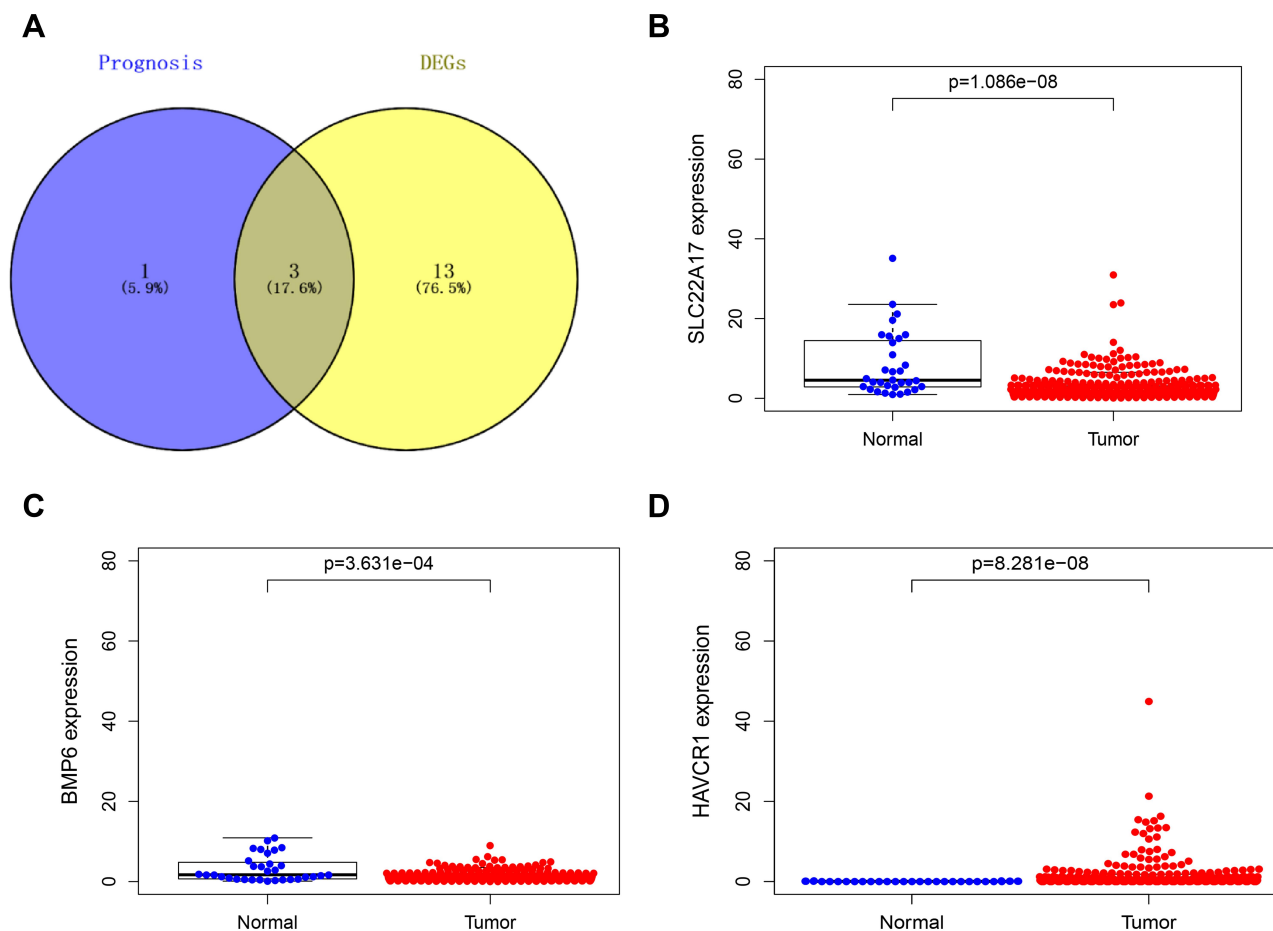 A
Prognosis
DEGs
1
(5.9%)
3
(17.6%)
13
(76.5%)
B
p=1.086e−08
SLC22A17 expression
80
60
40
20
0
Normal
Tumor
C
p=3.631e−04
BMP6 expression
80
60
40
20
0
Normal
Tumor
D
p=8.281e−08
HAVCR1 expression
80
60
40
20
0
Normal
Tumor